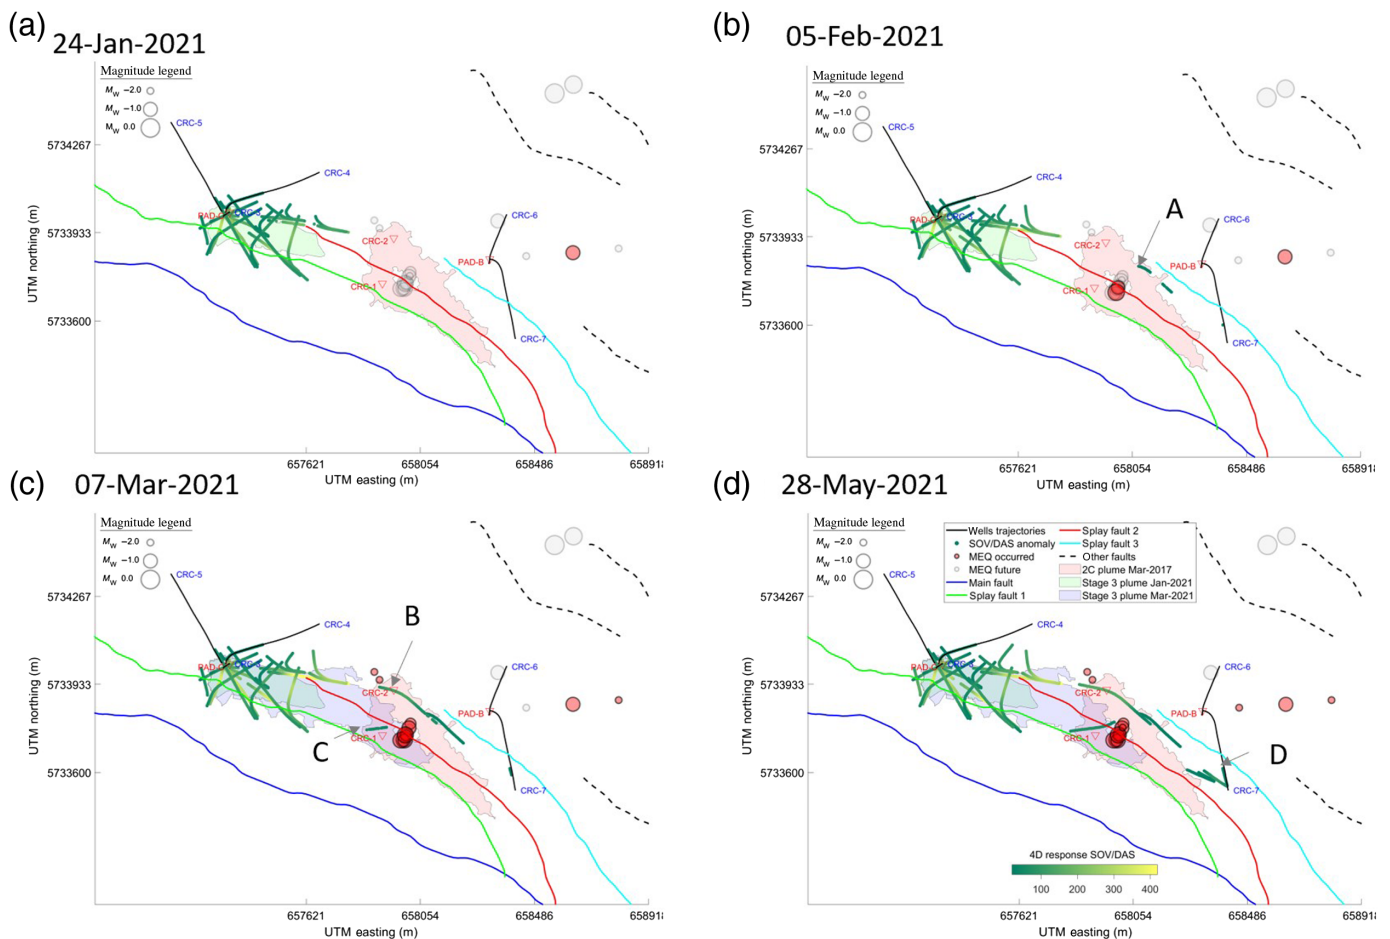 (a)
24-Jan-2021
Magnitude legend
MW –2.0
MW –1.0
MW 0.0
CRC-5
CRC-4
CRC-3
CRC-2
CRC-1
CRC-6
PAD-B
CRC-7
5734267
5733933
5733600
UTM northing (m)
657621
658054
658486
658918
UTM easting (m)
(b)
05-Feb-2021
Magnitude legend
MW –2.0
MW –1.0
MW 0.0
CRC-5
CRC-4
A
CRC-3
CRC-2
CRC-1
CRC-6
PAD-B
CRC-7
5734267
5733933
5733600
UTM northing (m)
657621
658054
658486
658918
UTM easting (m)
(c)
07-Mar-2021
Magnitude legend
MW –2.0
MW –1.0
MW 0.0
CRC-5
CRC-4
B
CRC-2
CRC-6
PAD-B
C
CRC-1
CRC-7
5734267
5733933
5733600
UTM northing (m)
657621
658054
658486
658918
UTM easting (m)
(d)
28-May-2021
Magnitude legend
MW –2.0
MW –1.0
MW 0.0
Wells trajectories
SOV/DAS anomaly
MEQ occurred
MEQ future
Main fault
Splay fault 1
Splay fault 2
Splay fault 3
Other faults
2C plume Mar-2017
Stage 3 plume Jan-2021
Stage 3 plume Mar-2021
CRC-5
CRC-4
CRC-2
CRC-6
PAD-B
CRC-1
D
CRC-7
5734267
5733933
5733600
UTM northing (m)
4D response SOV/DAS
100
200
300
400
657621
658054
658486
658918
UTM easting (m)